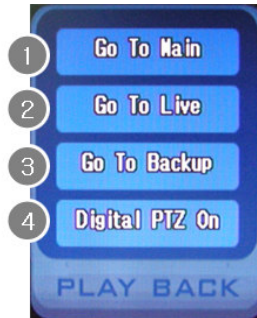 1 Go To Main
2 Go To Live
3 Go To Backup
4 Digital PTZ On
PLAY BACK